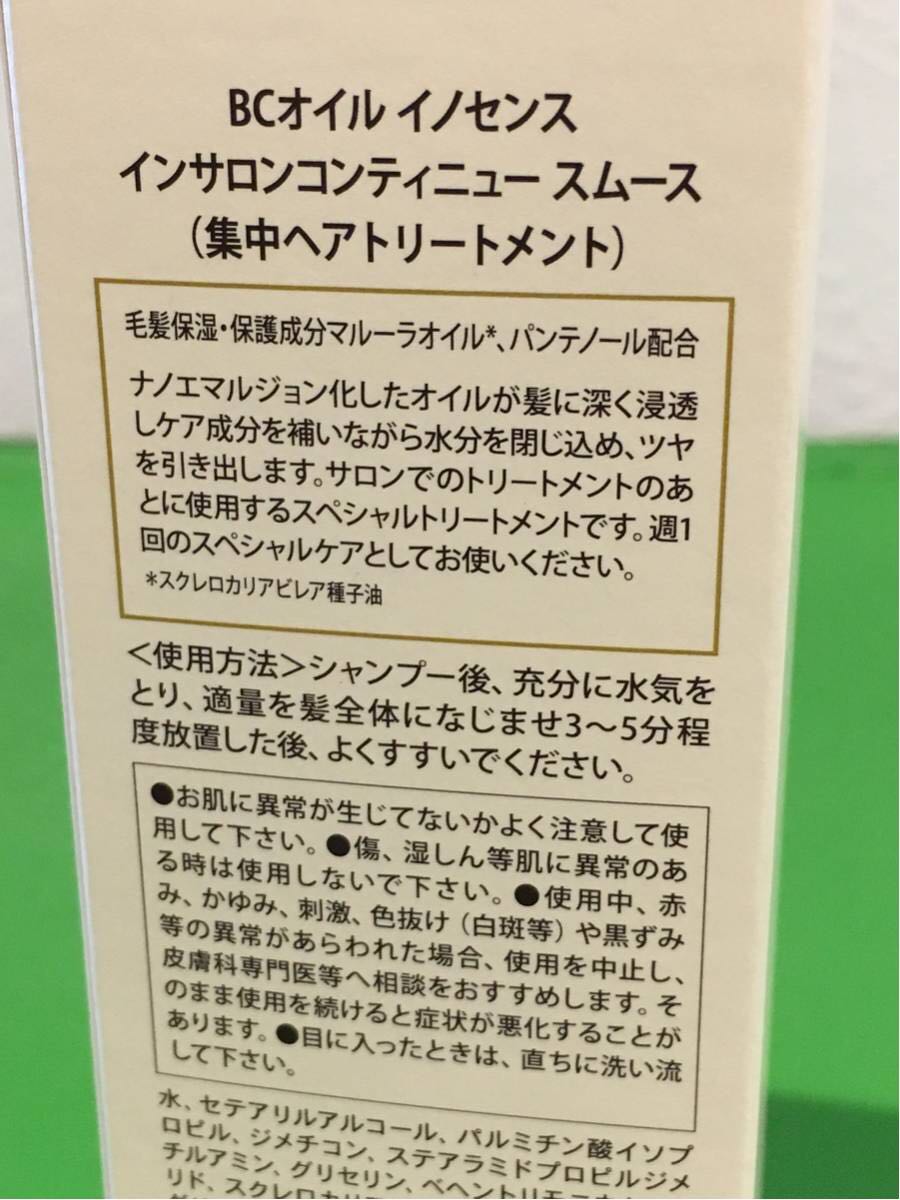 BCオイル イノセンス
インサロンコンティニュー スムース
(集中ヘアトリートメント)
毛髪保湿・保護成分マルーラオイル*、パンテノール配合
ナノエマルジョン化したオイルが髪に深く浸透
しケア成分を補いながら水分を閉じ込め、ツヤ
を引き出します。サロンでのトリートメントのあ
とに使用するスペシャルトリートメントです。週1
回のスペシャルケアとしてお使いください。
*スクレロカリアビレア種子油
<使用方法>シャンプー後、充分に水気を
とり、適量を髪全体になじませ3～5分程
度放置した後、よくすすいでください。
●お肌に異常が生じてないかよく注意して使
用して下さい。●傷、湿しん等肌に異常のあ
る時は使用しないで下さい。●使用中、赤
み、かゆみ、刺激、色抜け(白斑等)や黒ずみ
等の異常があらわれた場合、使用を中止し、
皮膚科専門医等へ相談をおすすめします。そ
のまま使用を続けると症状が悪化することが
あります。●目に入ったときは、直ちに洗い流
して下さい。
水、セテアリルアルコール、パルミチン酸イソプ
ロピル、ジメチコン、ステアラミドプロピルジメ
チルアミン、グリセリン、ベヘントリモニウム
リド、スクレロカリア